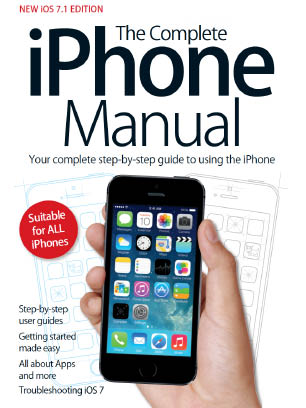 NEW iOS 7.1 EDITION
The Complete
iPhone
Manual
Your complete step-by-step guide to using the iPhone
Suitable
for ALL
iPhones
Step-by-step
user guides
Getting started
made easy
All about Apps
and more
Troubleshooting iOS 7